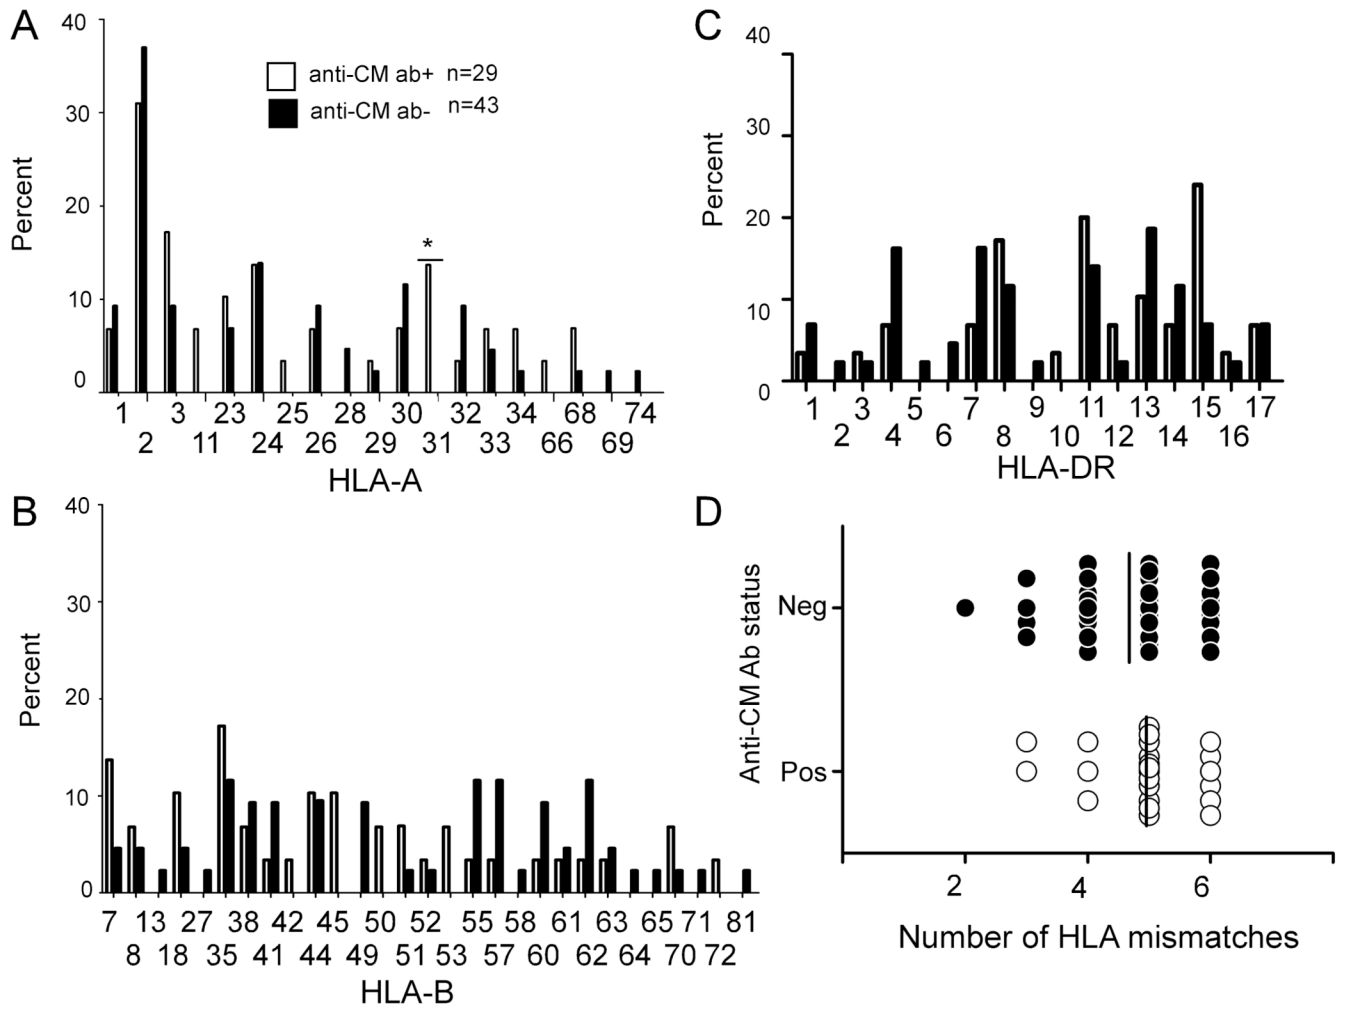 A
40
30
20
10
0
Percent
anti-CM ab+ n=29
anti-CM ab- n=43
*
1 3 23 25 28 30 32 34 68 74
2 11 24 26 29 31 33 66 69
HLA-A
B
40
30
20
10
0
Percent
7 13 27 38 42 45 50 52 55 58 61 63 65 71 81
8 18 35 41 44 49 51 53 57 60 62 64 70 72
HLA-B
C
40
30
20
10
0
Percent
1 3 5 7 9 11 13 15 17
2 4 6 8 10 12 14 16
HLA-DR
D
Anti-CM Ab status
Neg
Pos
2 4 6
Number of HLA mismatches